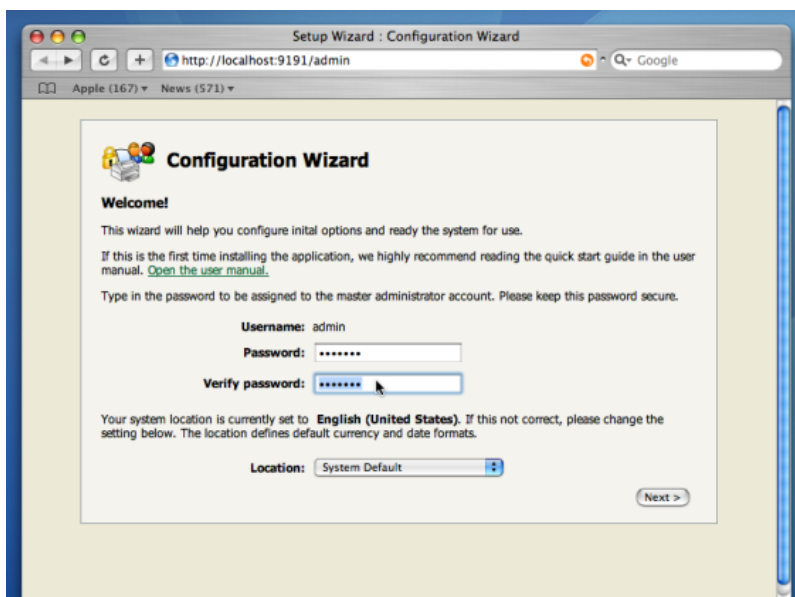 Setup Wizard : Configuration Wizard
http://localhost:9191/admin
Google
Apple (167) News (571)
Configuration Wizard
Welcome!
This wizard will help you configure inital options and ready the system for use.
If this is the first time installing the application, we highly recommend reading the quick start guide in the user
manual. Open the user manual.
Type in the password to be assigned to the master administrator account. Please keep this password secure.
Username: admin
Password: •••••••
Verify password: •••••••
Your system location is currently set to English (United States). If this not correct, please change the
setting below. The location defines default currency and date formats.
Location: System Default
Next >